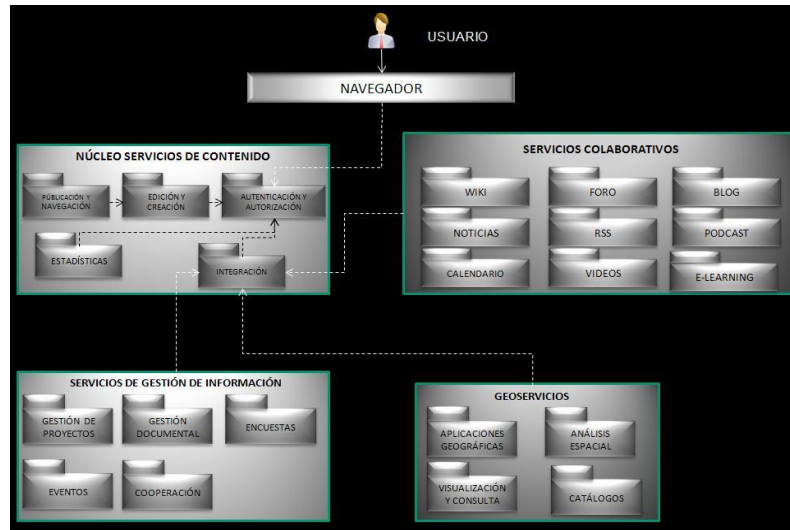 USUARIO
NAVEGADOR
NÚCLEO SERVICIOS DE CONTENIDO
PÚBLICACIÓN Y
NAVEGACIÓN
EDICIÓN Y
CREACIÓN
AUTENTICACIÓN Y
AUTORIZACIÓN
ESTADÍSTICAS
INTEGRACIÓN
SERVICIOS COLABORATIVOS
WIKI
FORO
BLOG
NOTICIAS
RSS
PODCAST
CALENDARIO
VIDEOS
E-LEARNING
SERVICIOS DE GESTIÓN DE INFORMACIÓN
GESTIÓN DE
PROYECTOS
GESTIÓN
DOCUMENTAL
ENCUESTAS
EVENTOS
COOPERACIÓN
GEOSERVICIOS
APLICACIONES
GEOGRÁFICAS
ANÁLISIS
ESPACIAL
VISUALIZACIÓN
Y CONSULTA
CATÁLOGOS